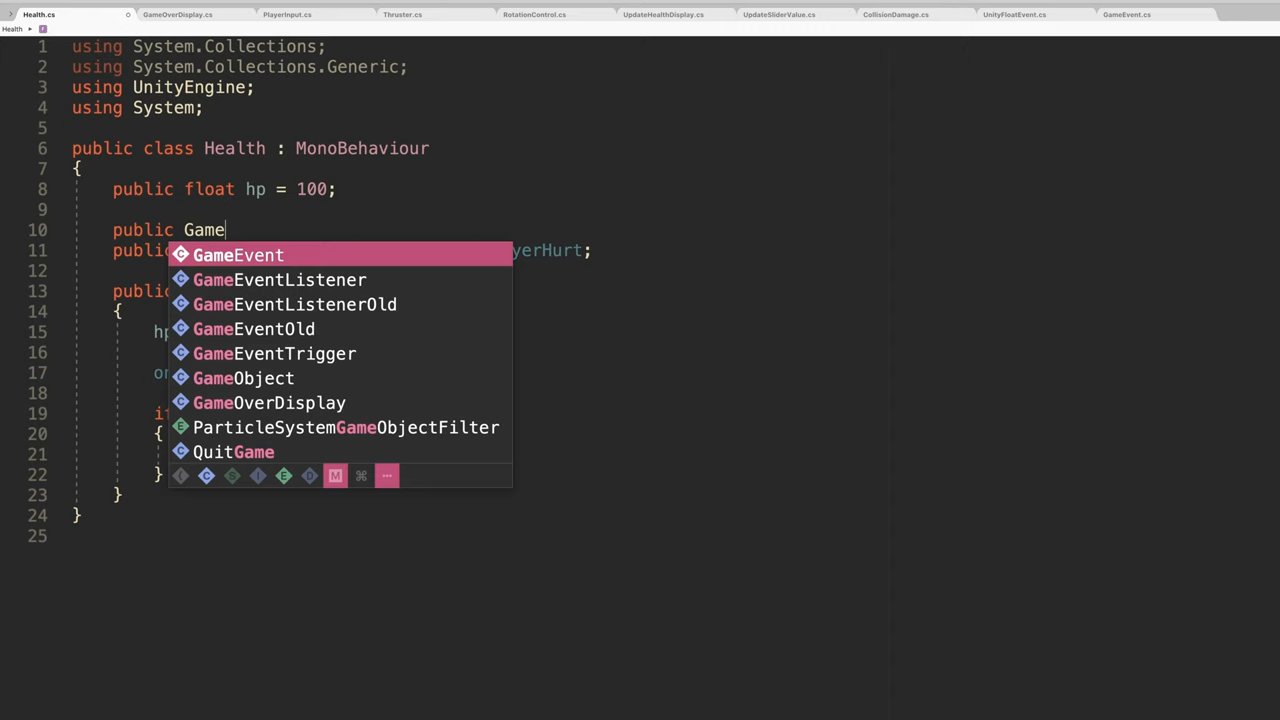 Health.cs GameOverDisplay.cs PlayerInput.cs Thruster.cs RotationControl.cs UpdateHealthDisplay.cs UpdateSliderValue.cs CollisionDamage.cs UnityFloatEvent.cs GameEvent.cs
Health
1 using System.Collections;
2 using System.Collections.Generic;
3 using UnityEngine;
4 using System;
5
6 public class Health : MonoBehaviour
7 {
8 public float hp = 100;
9
10 public Game
11 public yerHurt;
12
13 public
14 {
15 hp
16
17 on
18
19 if
20 {
21
22 }
23 }
24 }
25
GameEvent
GameEventListener
GameEventListenerOld
GameEventOld
GameEventTrigger
GameObject
GameOverDisplay
ParticleSystemGameObjectFilter
QuitGame